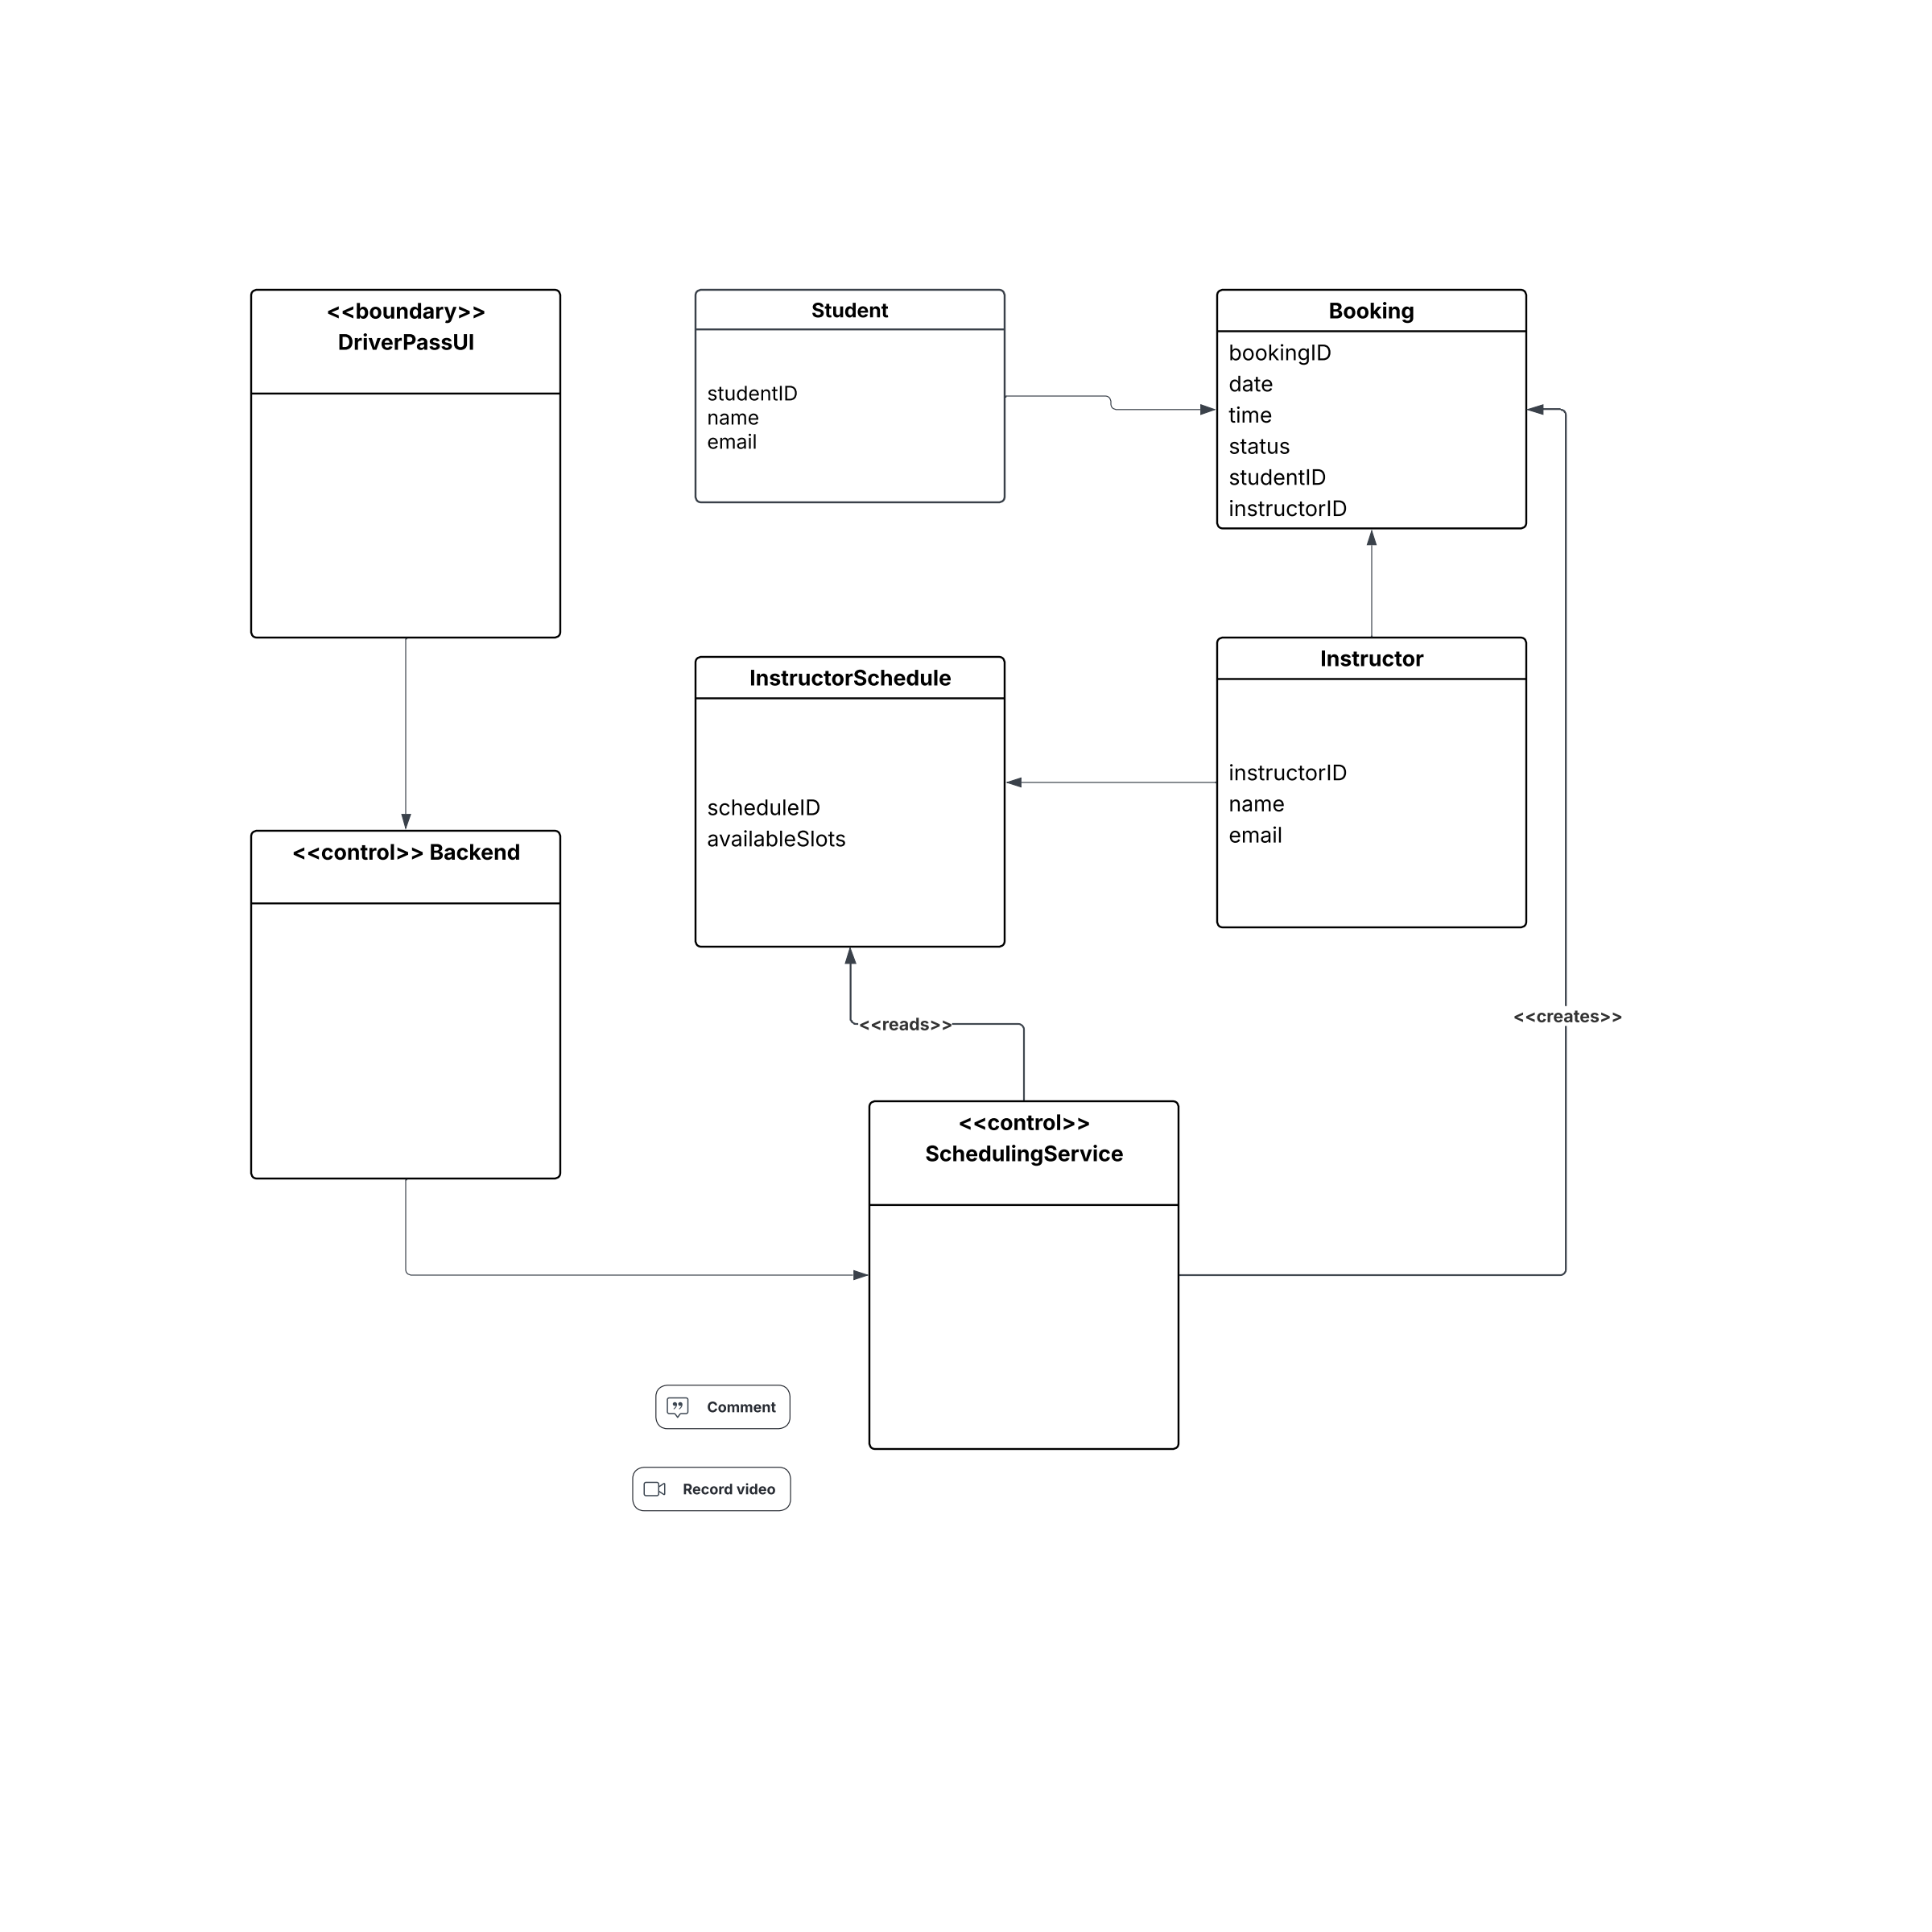 <<boundary>>
DriverPassUI
Student
studentID
name
email
Booking
bookingID
date
time
status
studentID
instructorID
InstructorSchedule
scheduleID
availableSlots
Instructor
instructorID
name
email
<<control>> Backend
<<reads>>
<<creates>>
<<control>>
SchedulingService
Comment
Record video